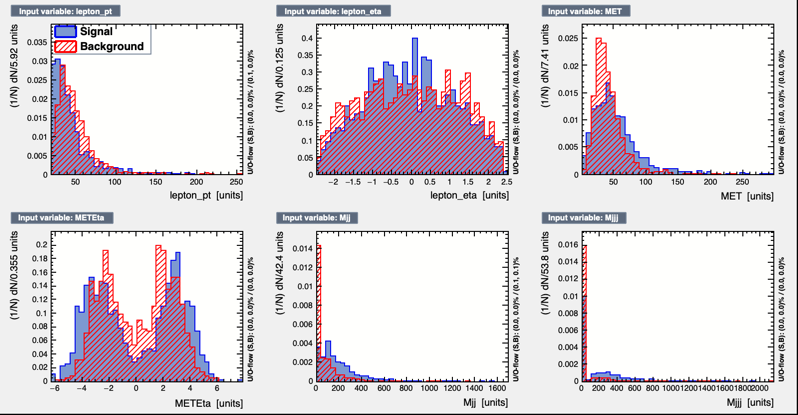 Input variable: lepton_pt
(1/N) dN/5.92 units
0.035
0.03
0.025
0.02
0.015
0.01
0.005
0
Signal
Background
50 100 150 200 250
lepton_pt [units]
U/O-flow (S,B): (0.0, 0.0)% / (0.1, 0.0)%
Input variable: lepton_eta
(1/N) dN/0.125 units
0.4
0.35
0.3
0.25
0.2
0.15
0.1
0.05
0
−2 −1.5 −1 −0.5 0 0.5 1 1.5 2 2.5
lepton_eta [units]
U/O-flow (S,B): (0.0, 0.0)% / (0.0, 0.0)%
Input variable: MET
(1/N) dN/7.41 units
0.025
0.02
0.015
0.01
0.005
0
50 100 150 200 250
MET [units]
U/O-flow (S,B): (0.0, 0.0)% / (0.0, 0.0)%
Input variable: METEta
(1/N) dN/0.355 units
0.2
0.18
0.16
0.14
0.12
0.1
0.08
0.06
0.04
0.02
0
−6 −4 −2 0 2 4 6
METEta [units]
U/O-flow (S,B): (0.0, 0.0)% / (0.0, 0.0)%
Input variable: Mjj
(1/N) dN/42.4 units
0.014
0.012
0.01
0.008
0.006
0.004
0.002
0
0 200 400 600 800 1000 1200 1400 1600
Mjj [units]
U/O-flow (S,B): (0.0, 0.0)% / (0.1, 0.1)%
Input variable: Mjjj
(1/N) dN/53.8 units
0.016
0.014
0.012
0.01
0.008
0.006
0.004
0.002
0
0 200 400 600 800 1000 1200 1400 1600 1800 2000
Mjjj [units]
U/O-flow (S,B): (0.0, 0.0)% / (0.0, 0.0)%